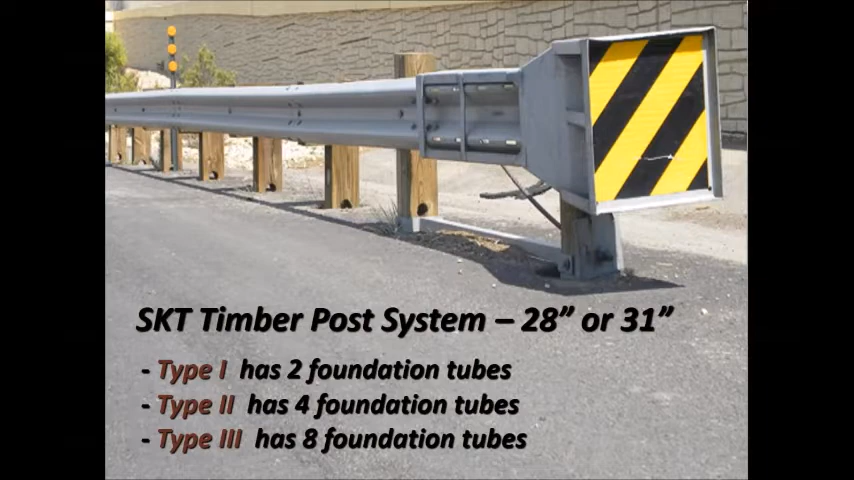 SKT Timber Post System – 28” or 31”
- Type I has 2 foundation tubes
- Type II has 4 foundation tubes
- Type III has 8 foundation tubes